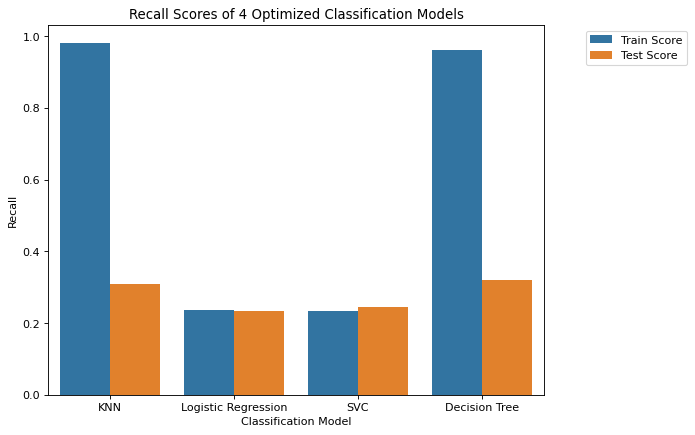 Recall Scores of 4 Optimized Classification Models
Train Score
Test Score
1.0
0.8
0.6
0.4
0.2
0.0
Recall
KNN
Logistic Regression
SVC
Decision Tree
Classification Model